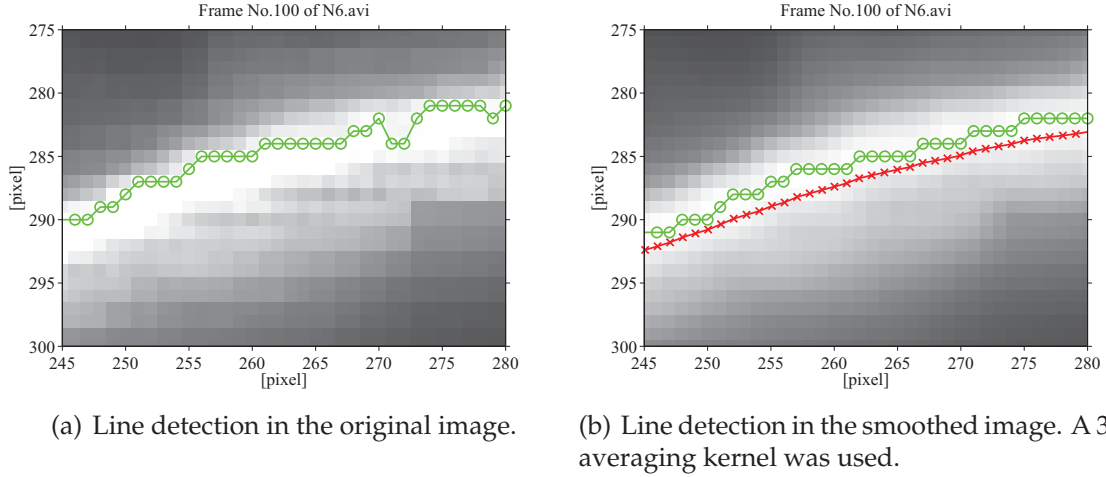 Frame No.100 of N6.avi
275
280
285
290
295
300
[pixel]
245 250 255 260 265 270 275 280
[pixel]
(a) Line detection in the original image.
Frame No.100 of N6.avi
275
280
285
290
295
300
[pixel]
245 250 255 260 265 270 275 280
[pixel]
(b) Line detection in the smoothed image. A 3
averaging kernel was used.